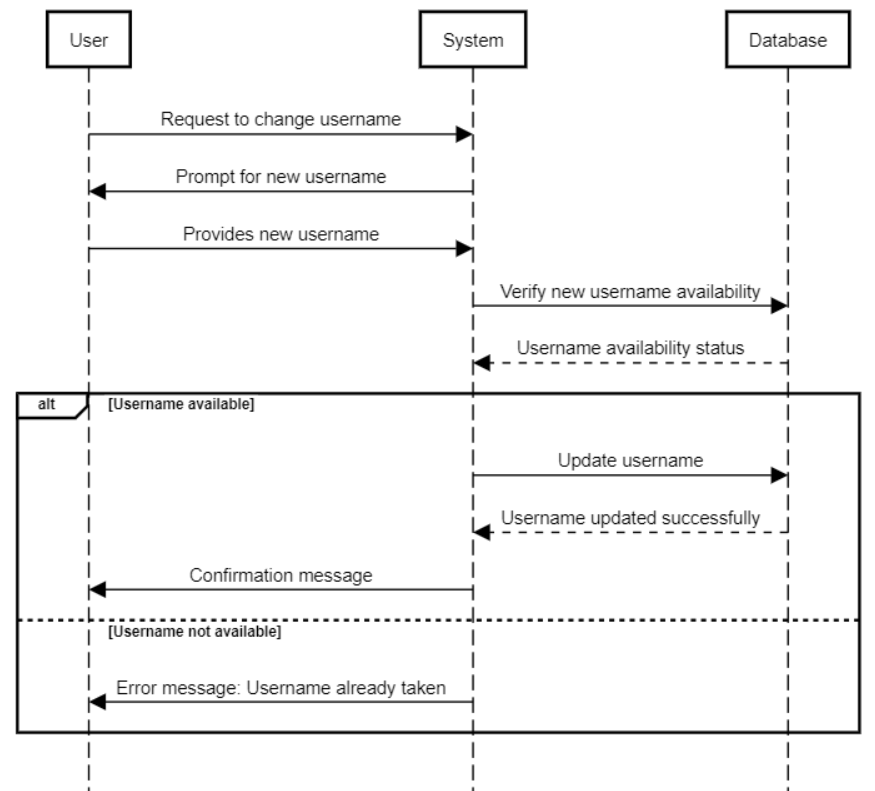 User
System
Database
Request to change username
Prompt for new username
Provides new username
Verify new username availability
Username availability status
alt
[Username available]
Update username
Username updated successfully
Confirmation message
[Username not available]
Error message: Username already taken